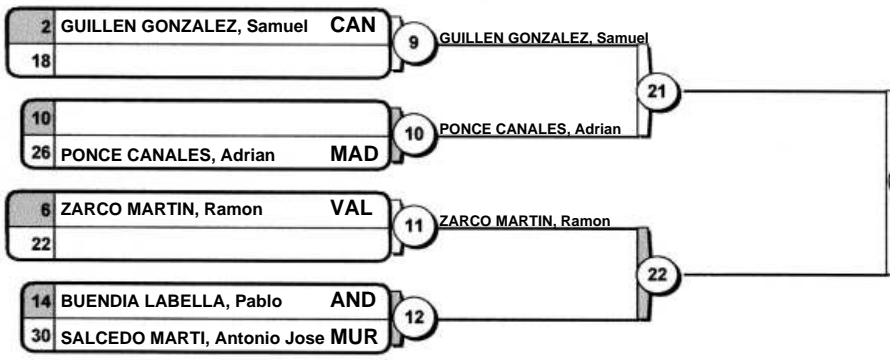 2 GUILLEN GONZALEZ, Samuel CAN
18
9
GUILLEN GONZALEZ, Samuel
21
10
26 PONCE CANALES, Adrian MAD
10
PONCE CANALES, Adrian
6 ZARCO MARTIN, Ramon VAL
22
11
ZARCO MARTIN, Ramon
22
14 BUENDIA LABELLA, Pablo AND
30 SALCEDO MARTI, Antonio Jose MUR
12